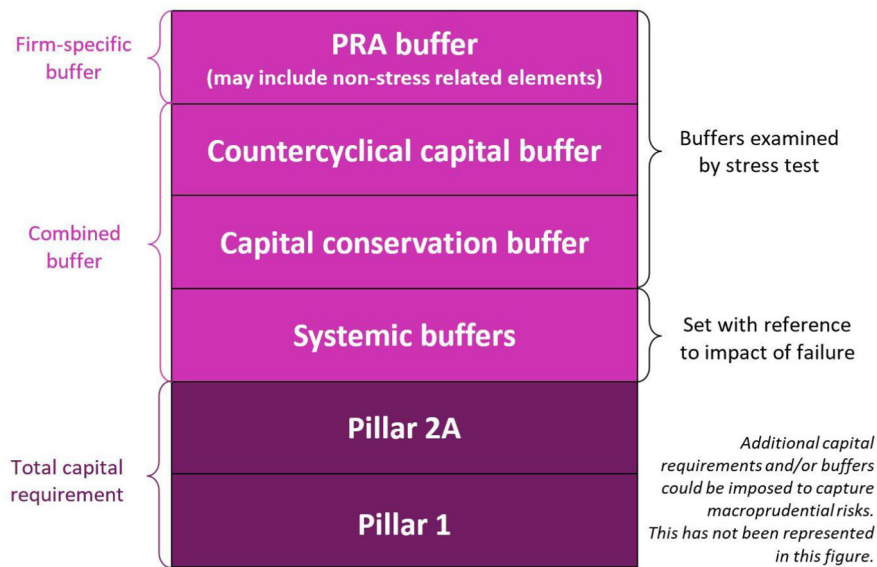 Firm-specific
buffer
PRA buffer
(may include non-stress related elements)
Countercyclical capital buffer
Buffers examined
by stress test
Combined
buffer
Capital conservation buffer
Systemic buffers
Set with reference
to impact of failure
Total capital
requirement
Pillar 2A
Pillar 1
Additional capital
requirements and/or buffers
could be imposed to capture
macroprudential risks.
This has not been represented
in this figure.